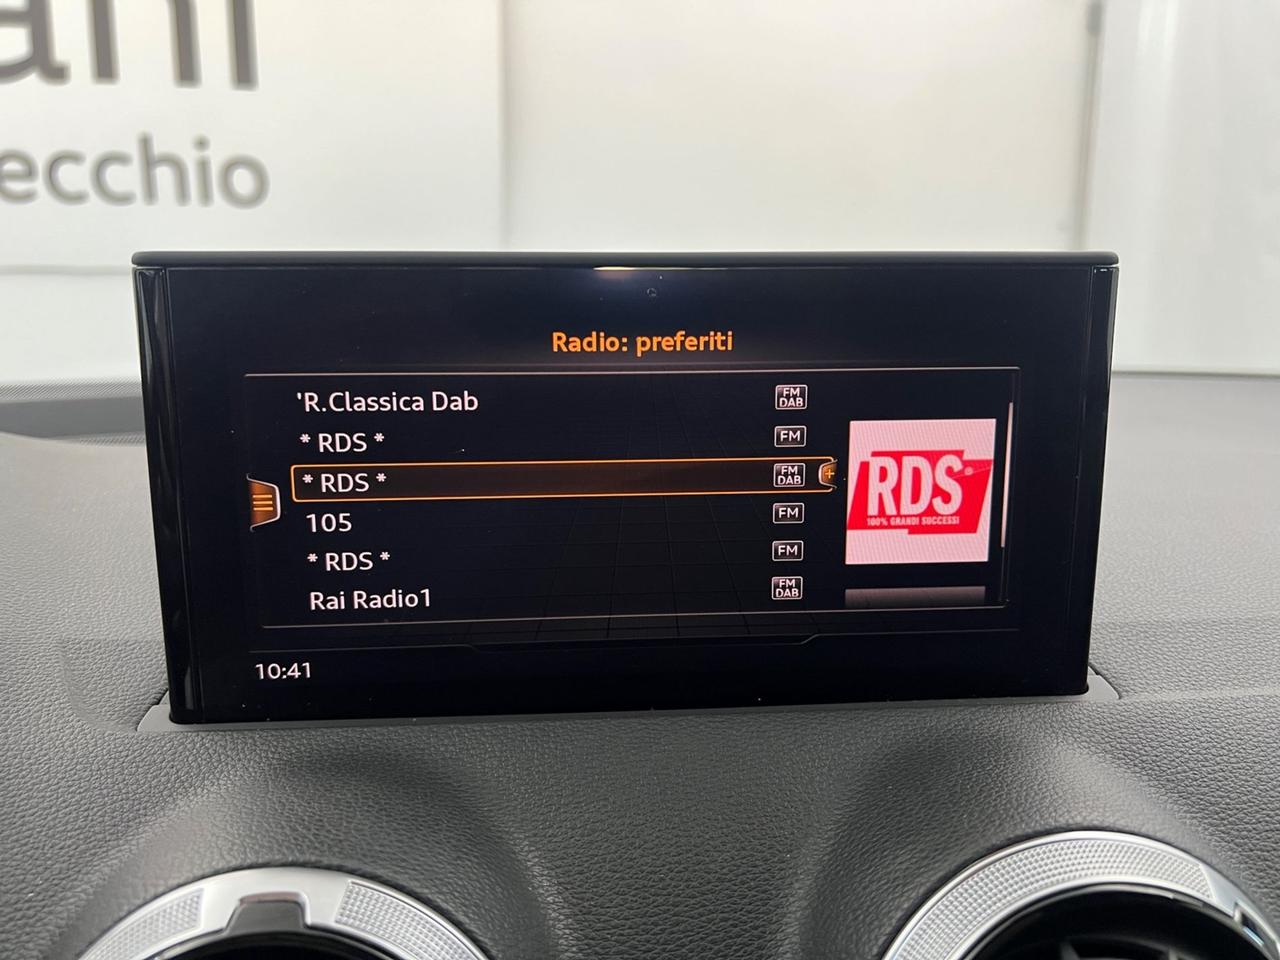 ecchio
Radio: preferiti
'R.Classica Dab FM DAB
* RDS * FM
* RDS * FM DAB +
105 FM
* RDS * FM
Rai Radio1 FM DAB
RDS®
100% GRANDI SUCCESSI
10:41